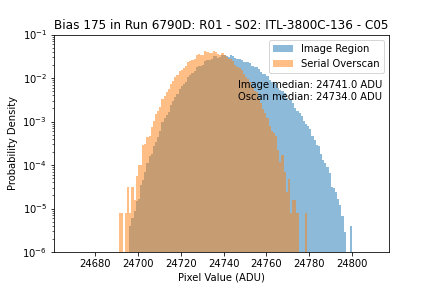 Bias 175 in Run 6790D: R01 - S02: ITL-3800C-136 - C05
Image Region
Serial Overscan
Image median: 24741.0 ADU
Oscan median: 24734.0 ADU
Probability Density
10⁻¹
10⁻²
10⁻³
10⁻⁴
10⁻⁵
10⁻⁶
24680 24700 24720 24740 24760 24780 24800
Pixel Value (ADU)